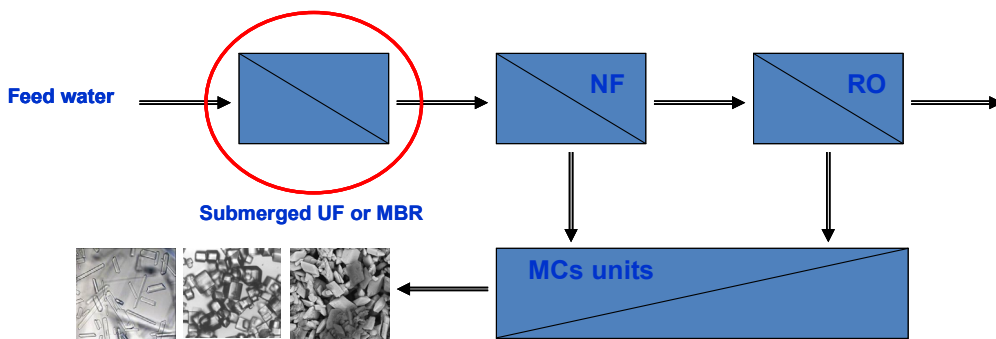 Feed water
NF
RO
Submerged UF or MBR
MCs units